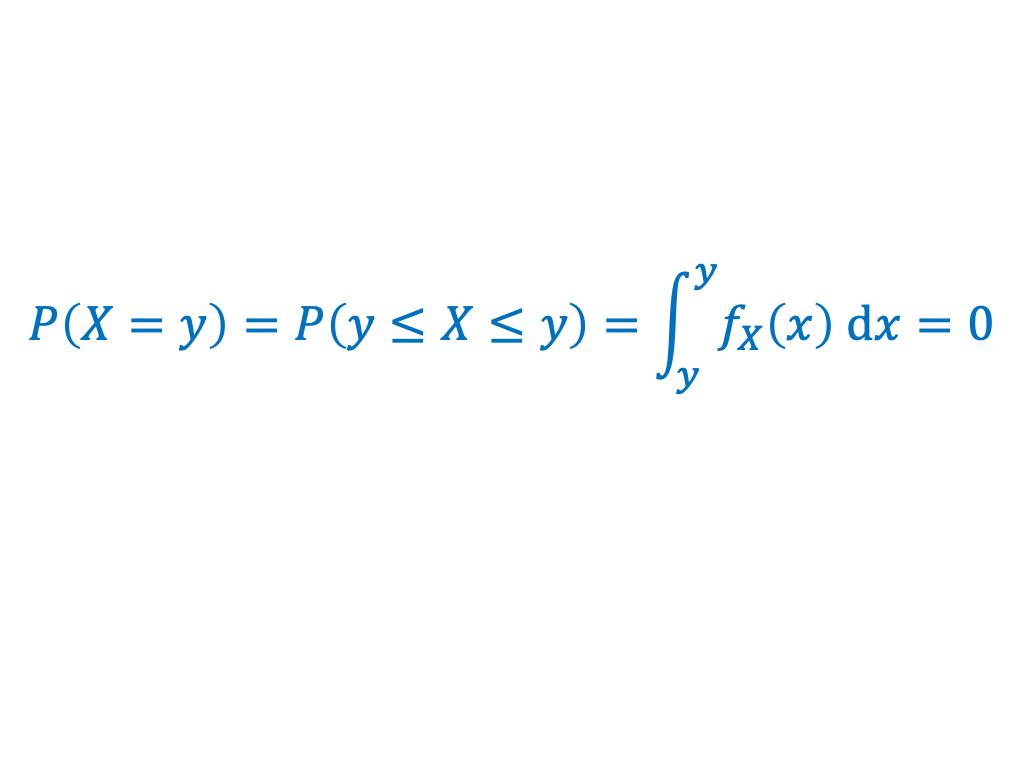 P(X = y) = P(y ≤ X ≤ y) = ∫_y^y f_X(x) dx = 0